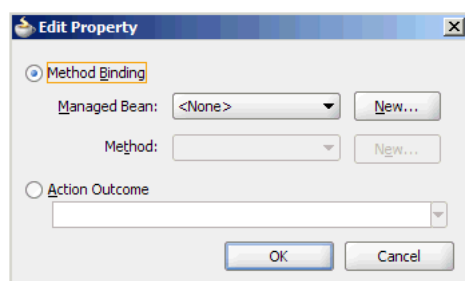 Edit Property
Method Binding
Managed Bean: <None> New...
Method: New...
Action Outcome
OK Cancel